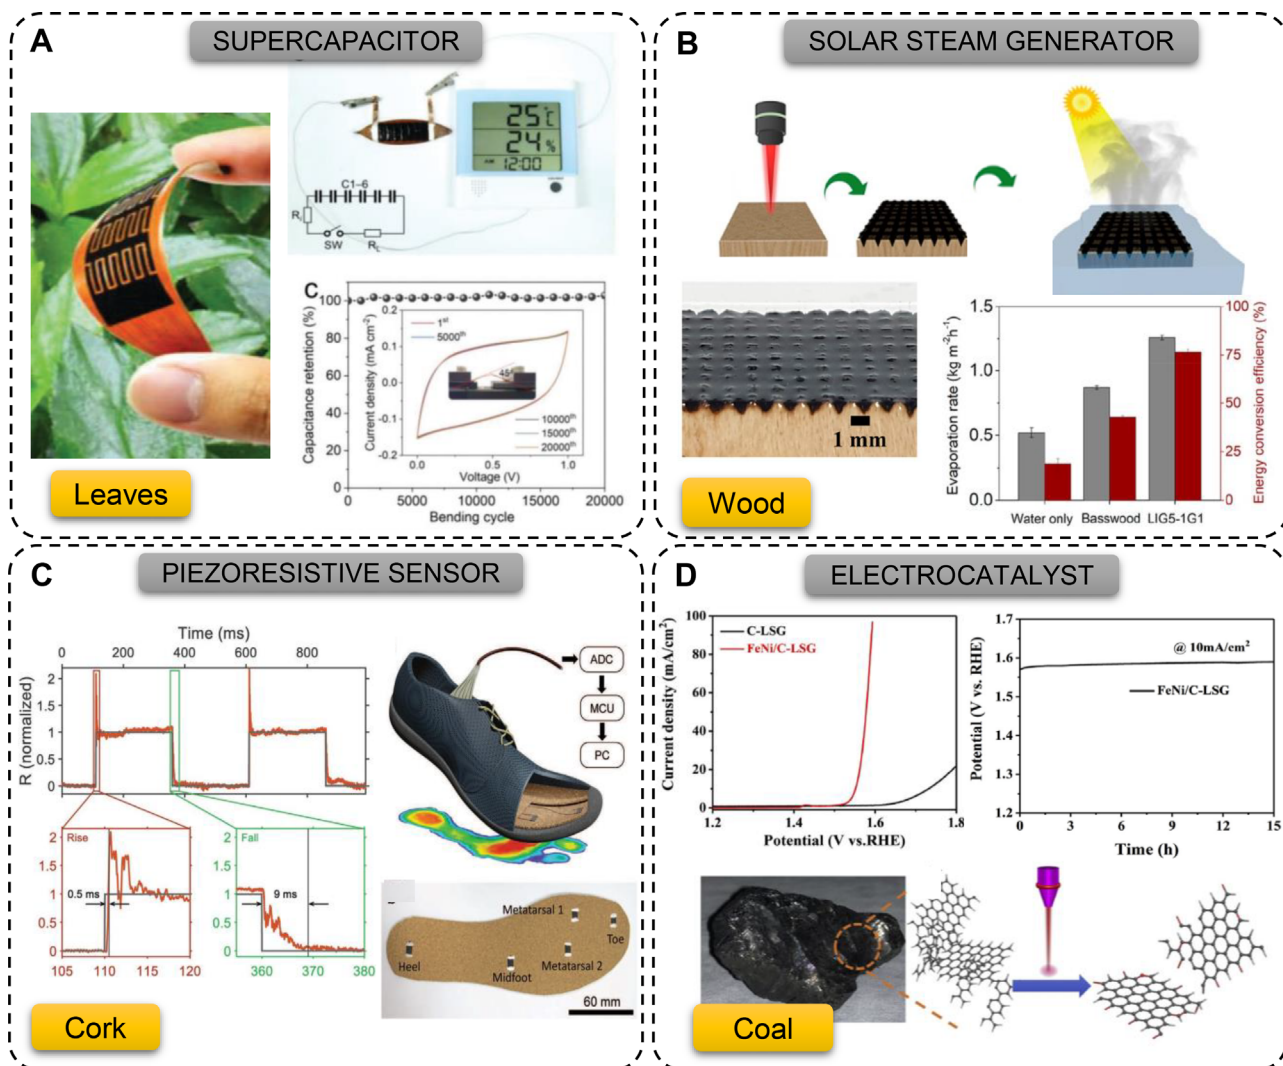 A
SUPERCAPACITOR
25℃
24%
12:00
C1–6
SW
R_L
Leaves
C
Capacitance retention (%)
100
80
60
40
20
0
0 5000 10000 15000 20000
Bending cycle
Current density (mA cm⁻²)
0.2
0.1
0.0
-0.1
-0.2
1st
5000th
45°
10000th
15000th
20000th
0.0 0.5 1.0
Voltage (V)
B
SOLAR STEAM GENERATOR
1 mm
Wood
Evaporation rate (kg m⁻²h⁻¹)
1.5
1.0
0.5
0.0
Energy conversion efficiency (%)
100
75
50
25
0
Water only Basswood LIG5-1G1
C
PIEZORESISTIVE SENSOR
Time (ms)
0 200 400 600 800
R (normalized)
2
1.5
1
0.5
0
Rise
2
1.5
1
0.5
0
0.5 ms
105 110 115 120
Fall
2
1.5
1
0.5
0
9 ms
360 370 380
ADC
MCU
PC
Metatarsal 1
Toe
Heel
Midfoot
Metatarsal 2
60 mm
Cork
D
ELECTROCATALYST
Current density (mA/cm²)
100
80
60
40
20
0
C-LSG
FeNi/C-LSG
1.2 1.4 1.6 1.8
Potential (V vs.RHE)
Potential (V vs. RHE)
1.7
1.6
1.5
1.4
1.3
1.2
@ 10mA/cm²
FeNi/C-LSG
0 3 6 9 12 15
Time (h)
Coal